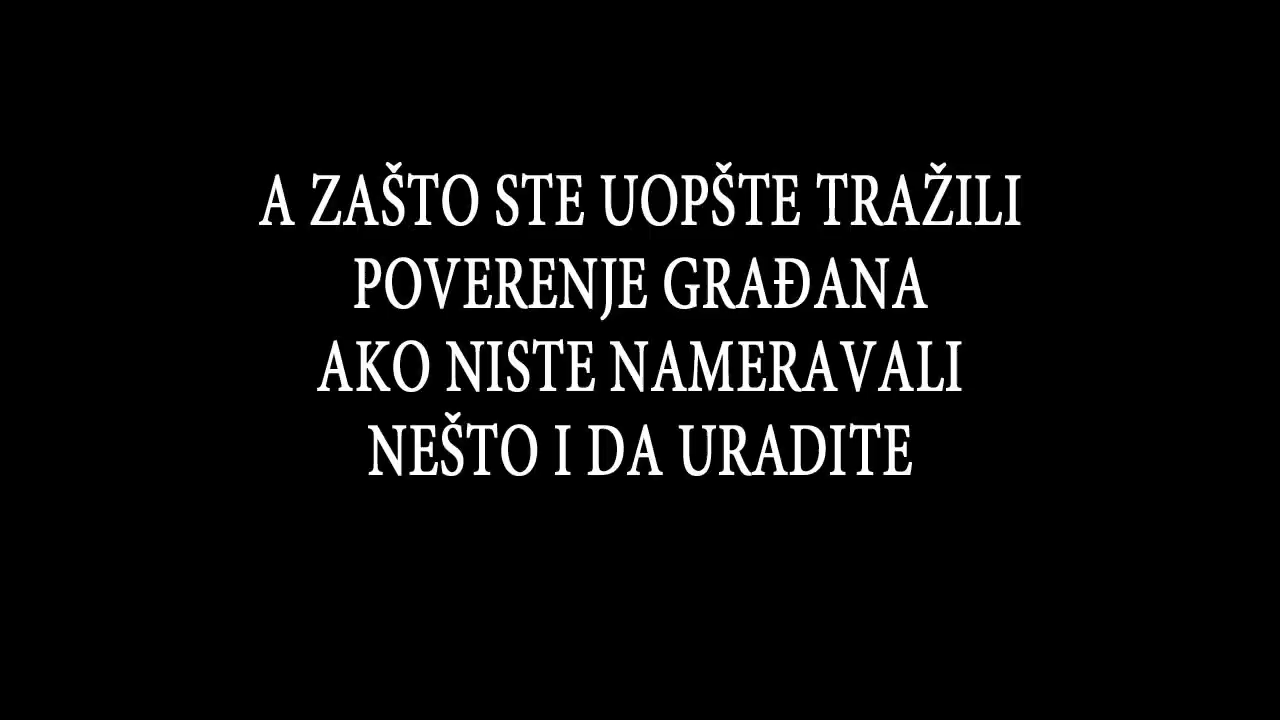 A ZAŠTO STE UOPŠTE TRAŽILI
POVERENJE GRAĐANA
AKO NISTE NAMERAVALI
NEŠTO I DA URADITE